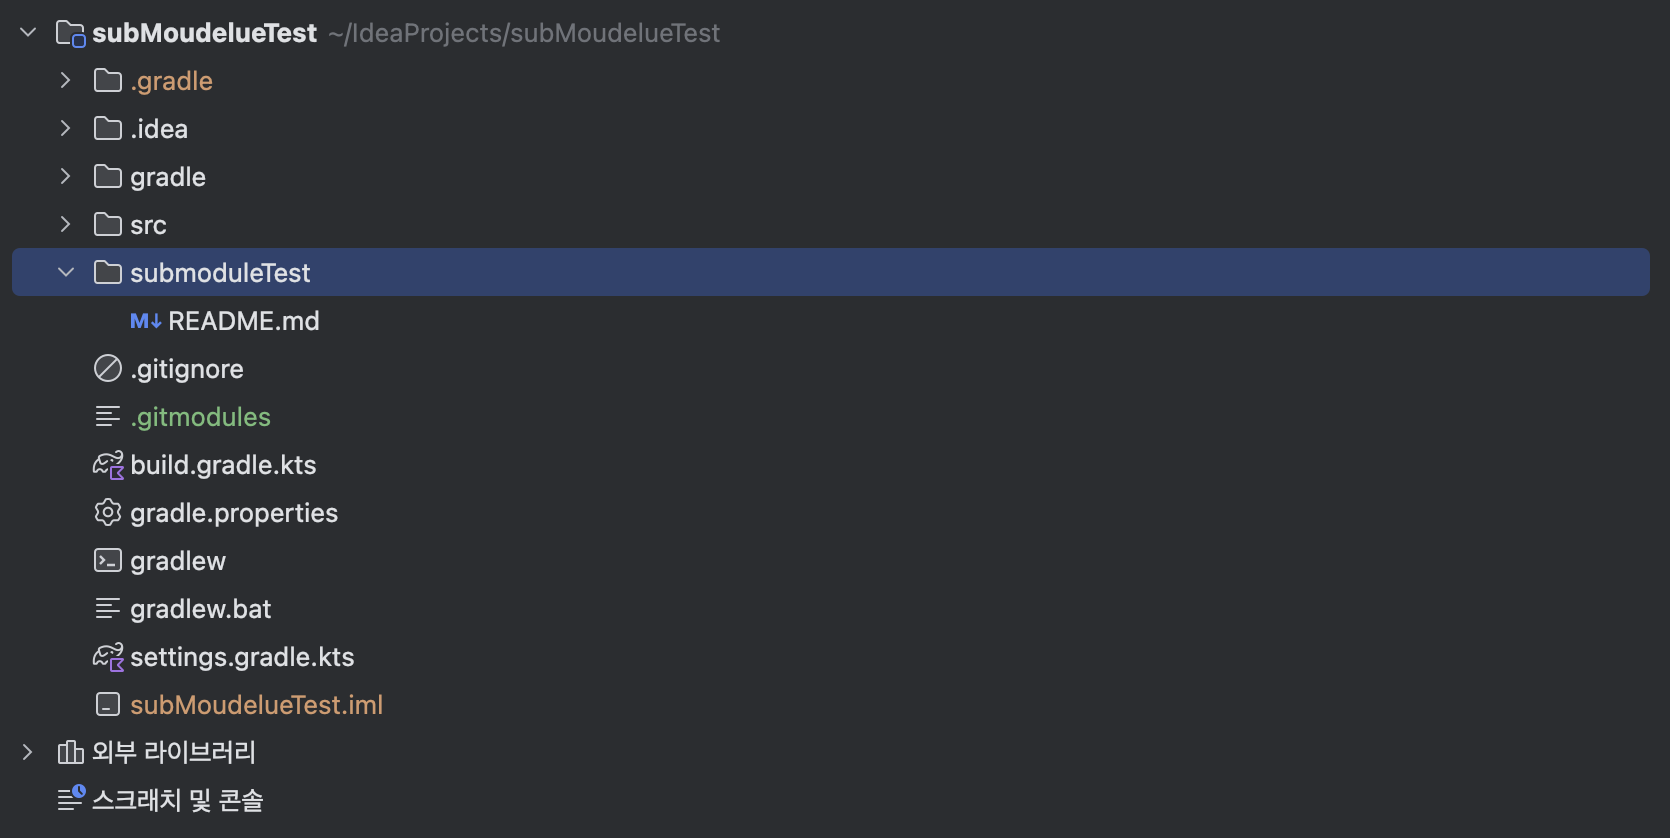 subMoudelueTest ~/IdeaProjects/subMoudelueTest
.gradle
.idea
gradle
src
submoduleTest
M↓ README.md
.gitignore
.gitmodules
build.gradle.kts
gradle.properties
gradlew
gradlew.bat
settings.gradle.kts
subMoudelueTest.iml
외부 라이브러리
스크래치 및 콘솔